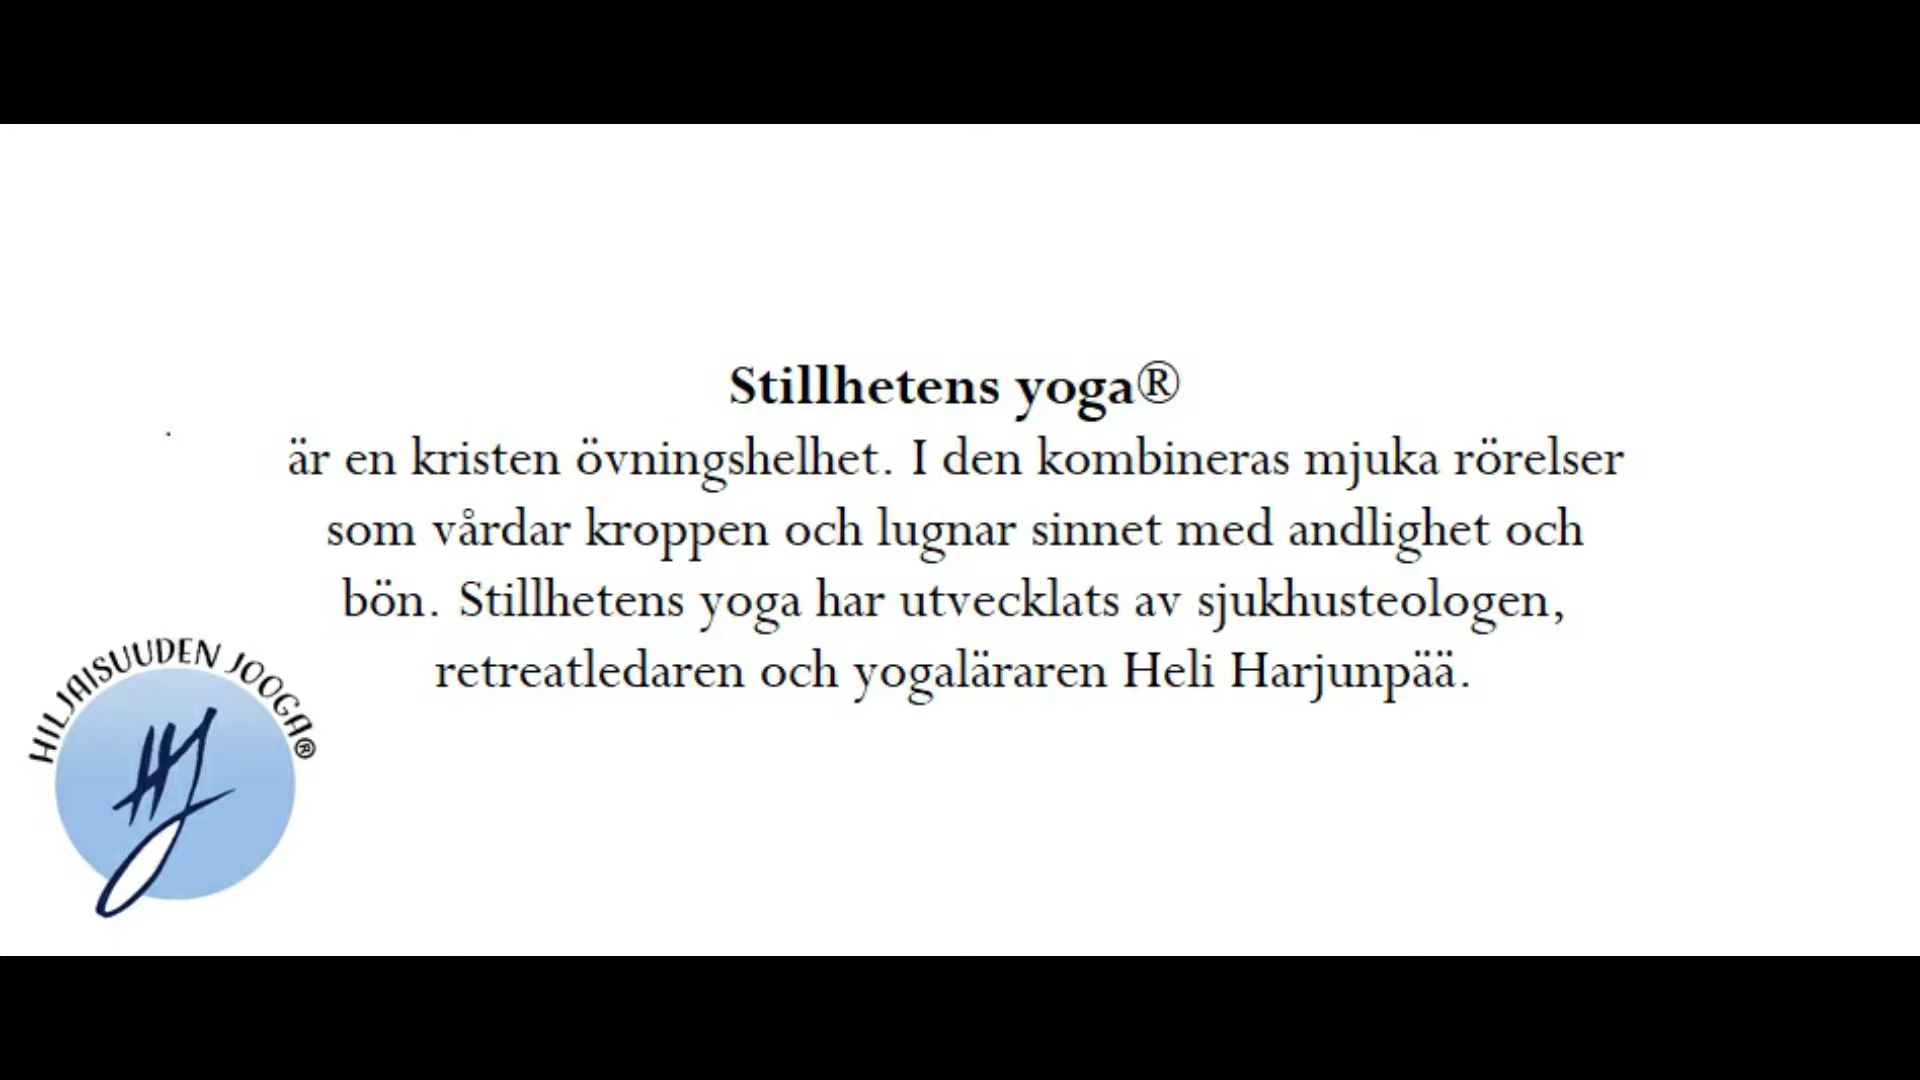 Stillhetens yoga®
är en kristen övningshelhet. I den kombineras mjuka rörelser
som vårdar kroppen och lugnar sinnet med andlighet och
bön. Stillhetens yoga har utvecklats av sjukhusteologen,
retreatledaren och yogaläraren Heli Harjunpää.
HILJAISUUDEN JOOGA®
HJ